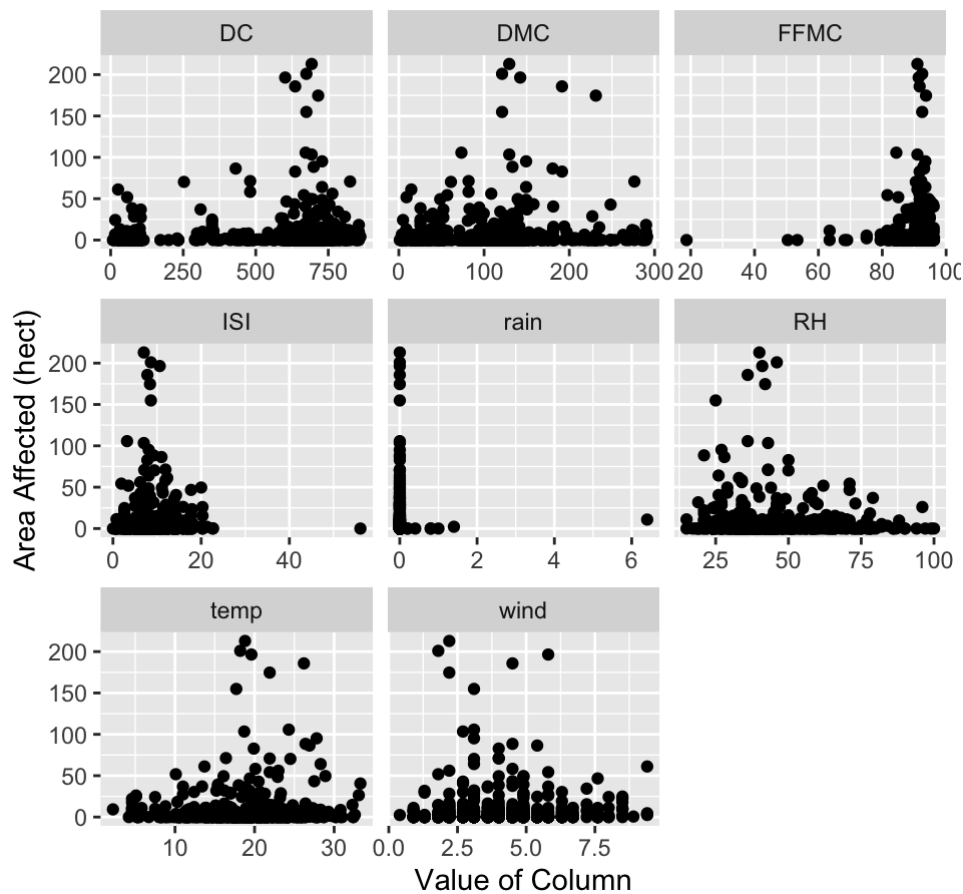 DC DMC FFMC
200
150
100
50
0
0 250 500 750 0 100 200 300 20 40 60 80 100
ISI rain RH
200
150
100
50
0
0 20 40 0 2 4 6 25 50 75 100
temp wind
200
150
100
50
0
10 20 30 0.0 2.5 5.0 7.5
Area Affected (hect)
Value of Column